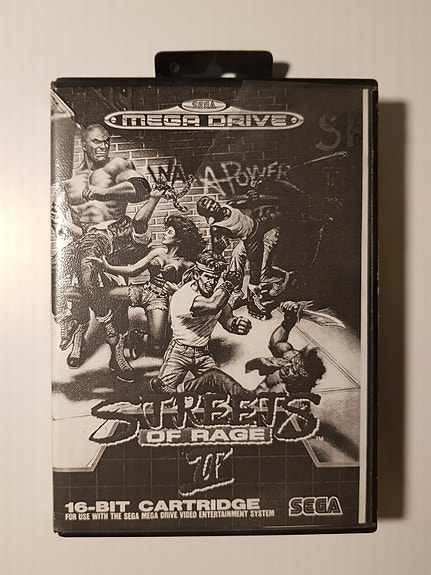 SEGA
MEGA DRIVE
POWER
STREETS
OF RAGE
II
TM
16-BIT CARTRIDGE
FOR USE WITH THE SEGA MEGA DRIVE VIDEO ENTERTAINMENT SYSTEM
SEGA